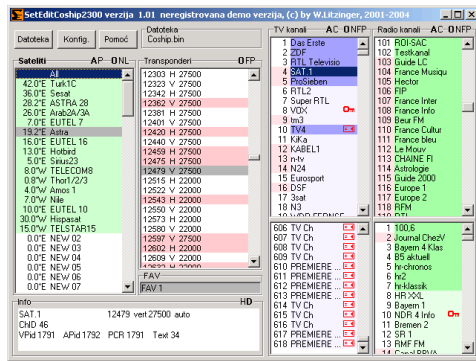 SetEditCoship2300 verzija 1.01 neregistrovana demo verzija, (c) by W.Litzinger, 2001-2004
Datoteka
Konfig.
Pomoć
Datoteka
Coship.bin
Sateliti AP ONL
All
42.0°E Turk1C
36.0°E Sesat
28.2°E ASTRA 28
26.0°E Arab2A/3A
7.0°E EUTEL 7
19.2°E Astra
16.0°E EUTEL 16
13.0°E Hotbird
5.0°E Sirius23
8.0°W TELECOM8
0.8°W Thor1/2/3
4.0°W Amos 1
7.0°W Nile
10.0°E EUTEL 10
30.0°W Hispasat
15.0°W TELSTAR15
0.0°E NEW 02
0.0°E NEW 03
0.0°E NEW 04
0.0°E NEW 05
0.0°E NEW 06
0.0°E NEW 07
Transponderi OFP
12303 H 27500
12323 V 27500
12342 H 27500
12362 V 27500
12381 H 27500
12401 V 27500
12420 H 27500
12440 V 27500
12459 H 27500
12475 H 27500
12479 V 27500
12515 H 22000
12522 V 22000
12543 H 22000
12550 V 22000
12573 H 22000
12580 V 22000
12597 V 27500
12602 H 22000
12609 V 22000
12633 H 22000
FAV
FAV 1
TV kanali AC ONFP
1 Das Erste
2 ZDF
3 RTL Televisio
4 SAT.1
5 ProSieben
6 RTL2
7 Super RTL
8 VOX
9 tm3
10 TV4
11 KiKa
12 KABEL1
13 n-tv
14 N24
15 Eurosport
16 DSF
17 3sat
18 N3
19 WDR FERNSE
606 TV Ch
607 TV Ch
608 TV Ch
609 TV Ch
610 PREMIERE ...
611 PREMIERE ...
612 PREMIERE ...
613 PREMIERE ...
614 TV Ch
615 TV Ch
616 TV Ch
617 PREMIERE ...
618 PREMIERE ...
Radio kanali AC ONFP
101 ROI-SAC
102 Testkanal
103 Guide LC
104 France Musiqu
105 Hector
106 FIP
107 France Inter
108 France Info
109 Beur FM
110 France Cultur
111 France bleu
112 Le Mouv
113 CHAINE FI
114 Astrologie
115 Guide 2000
116 Europe 1
117 Europe 2
118 RFM
119 RTL
1 100,6
2 Journal ChezV
3 Bayern 4 Klas
4 B5 aktuell
5 hr-chronos
6 hr2
7 hr-klassik
8 HR XXL
9 Bayern 1
10 NDR 4 Info
11 Bremen 2
12 SR 1
13 RMF FM
Info HD
SAT.1 12479 vert 27500 auto
ChID 46
VPid 1791 APid 1792 PCR 1791 Text 34